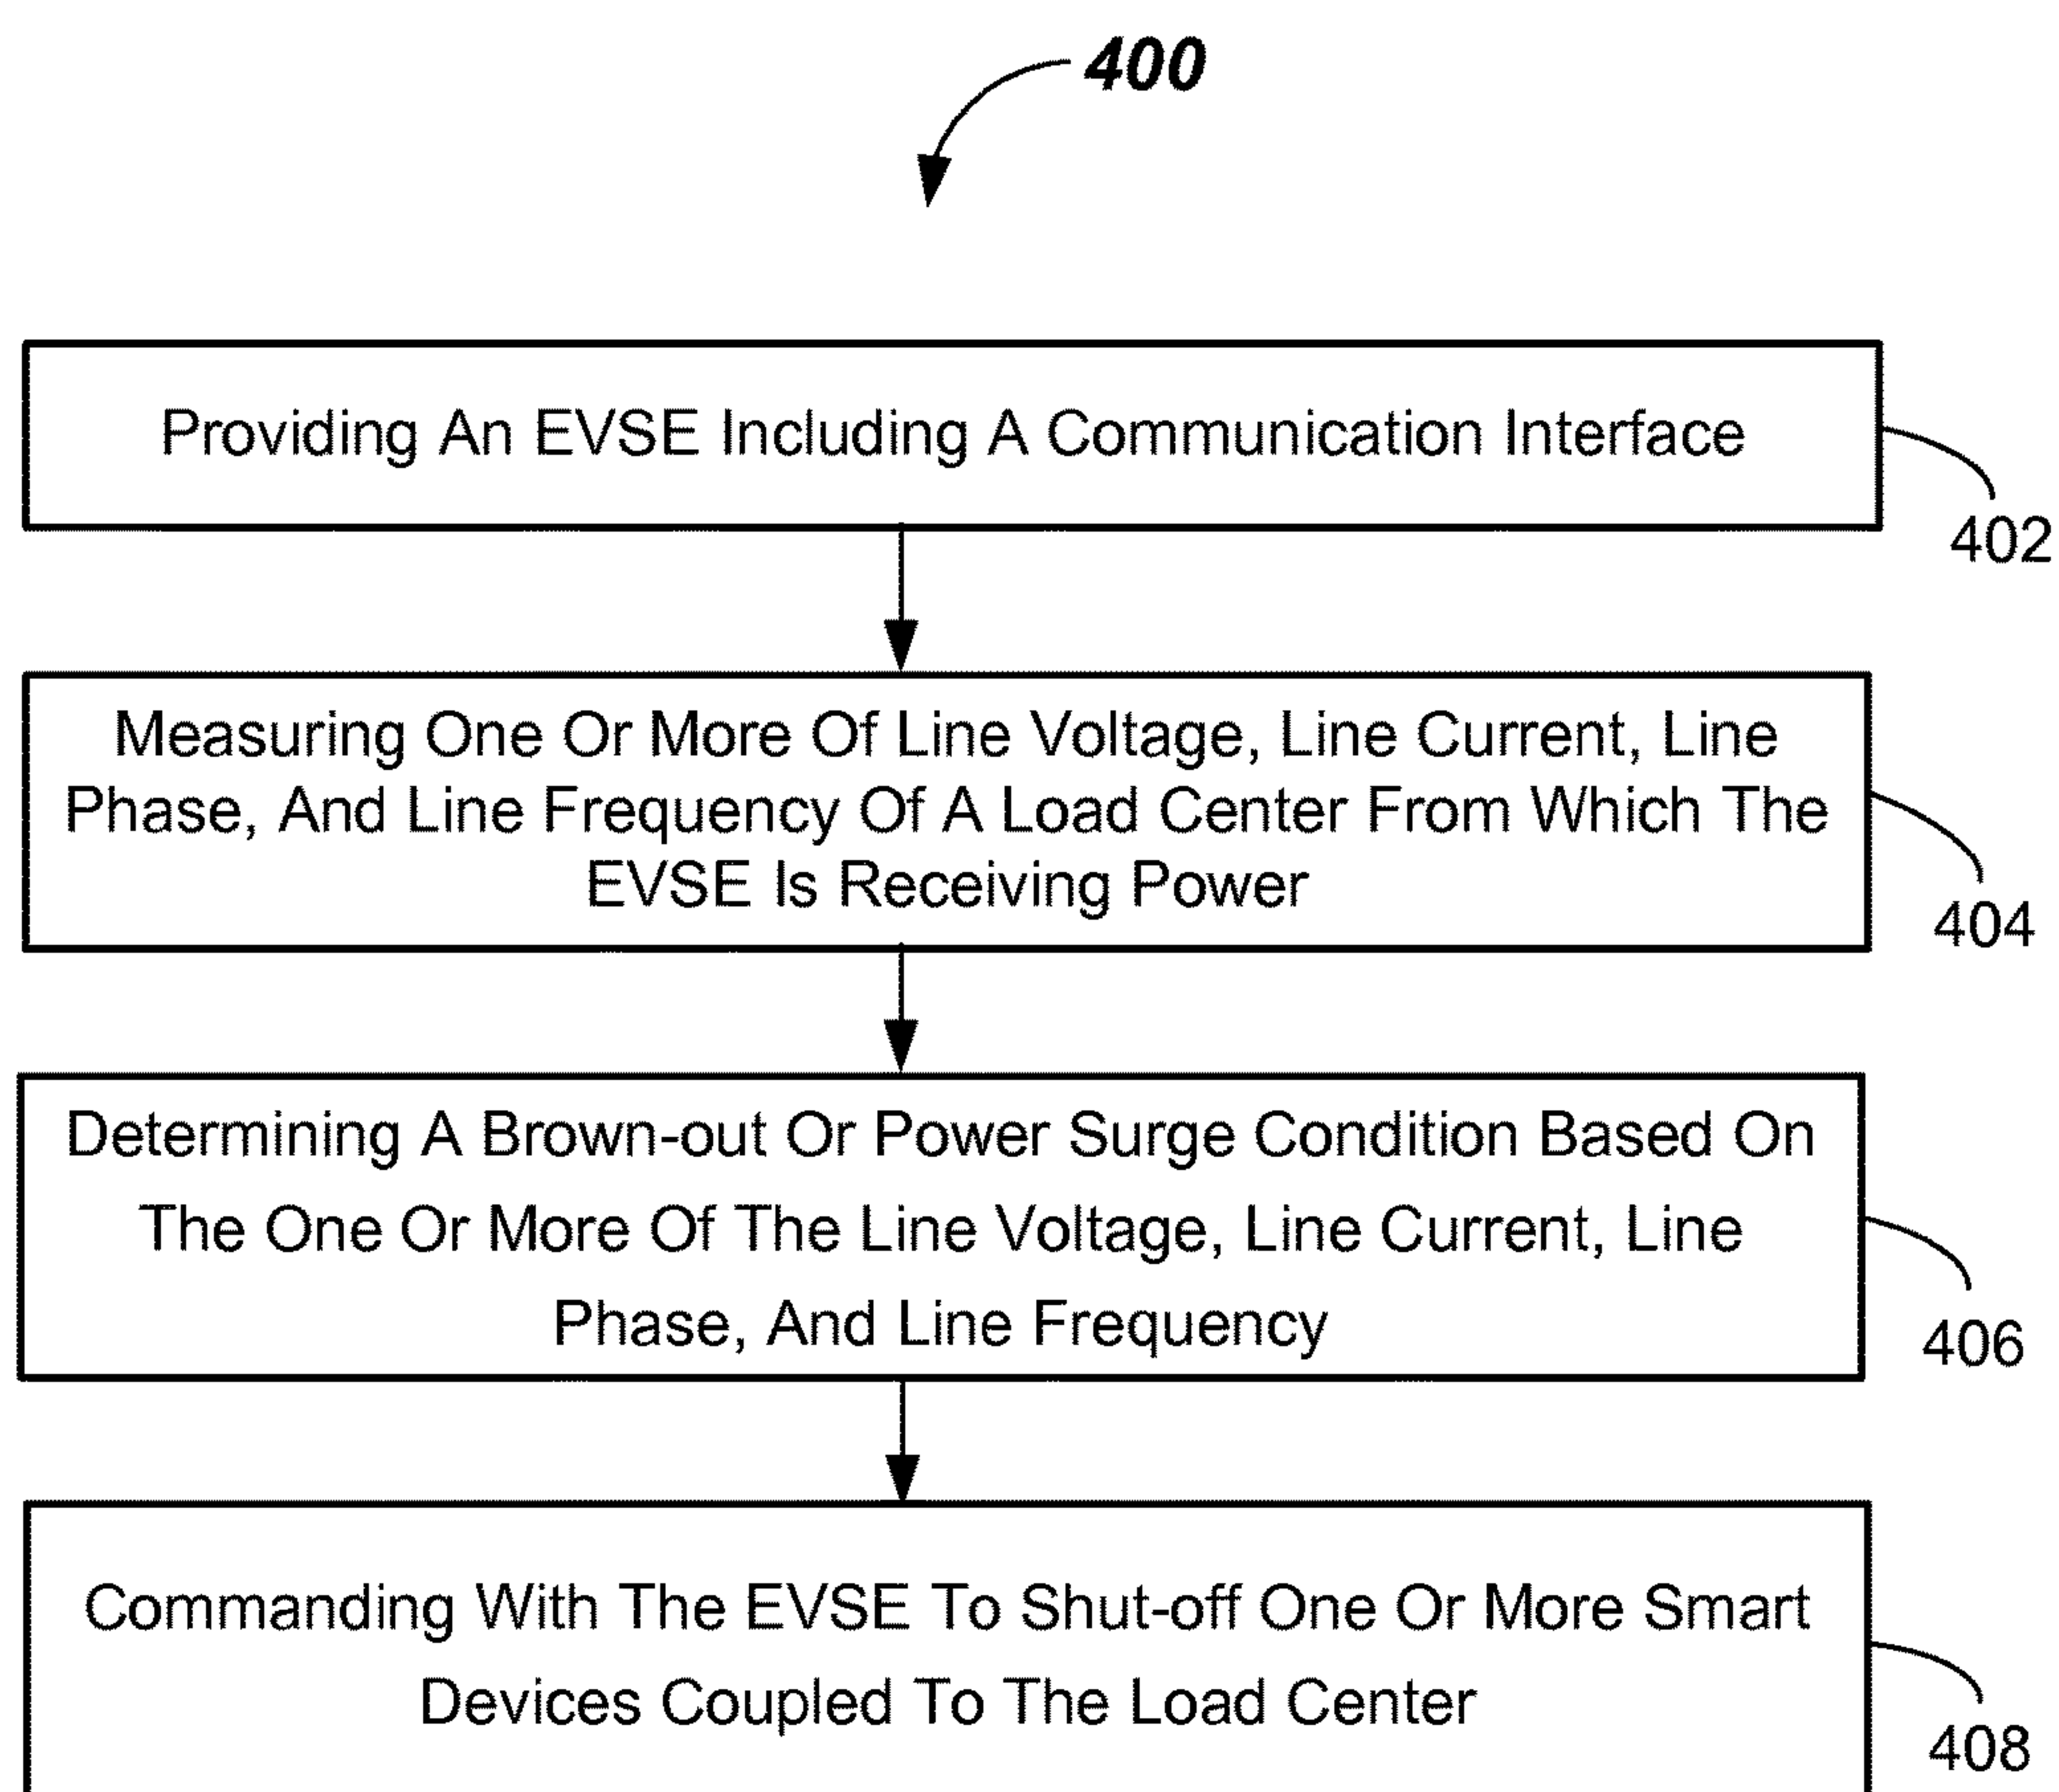 400
Providing An EVSE Including A Communication Interface
402
Measuring One Or More Of Line Voltage, Line Current, Line
Phase, And Line Frequency Of A Load Center From Which The
EVSE Is Receiving Power
404
Determining A Brown-out Or Power Surge Condition Based On
The One Or More Of The Line Voltage, Line Current, Line
Phase, And Line Frequency
406
Commanding With The EVSE To Shut-off One Or More Smart
Devices Coupled To The Load Center
408